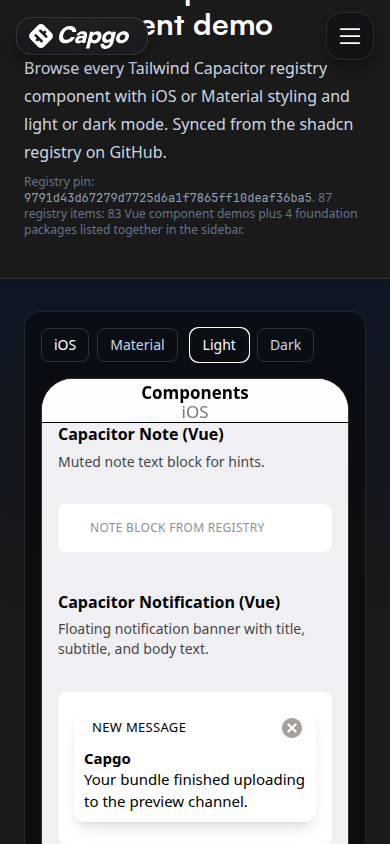 ent demo
Capgo
Browse every Tailwind Capacitor registry
component with iOS or Material styling and
light or dark mode. Synced from the shadcn
registry on GitHub.
Registry pin:
9791d43d67279d7725d6a1f7865ff10deaf36ba5. 87
registry items: 83 Vue component demos plus 4 foundation
packages listed together in the sidebar.
iOS Material Light Dark
Components
iOS
Capacitor Note (Vue)
Muted note text block for hints.
NOTE BLOCK FROM REGISTRY
Capacitor Notification (Vue)
Floating notification banner with title,
subtitle, and body text.
NEW MESSAGE
Capgo
Your bundle finished uploading
to the preview channel.